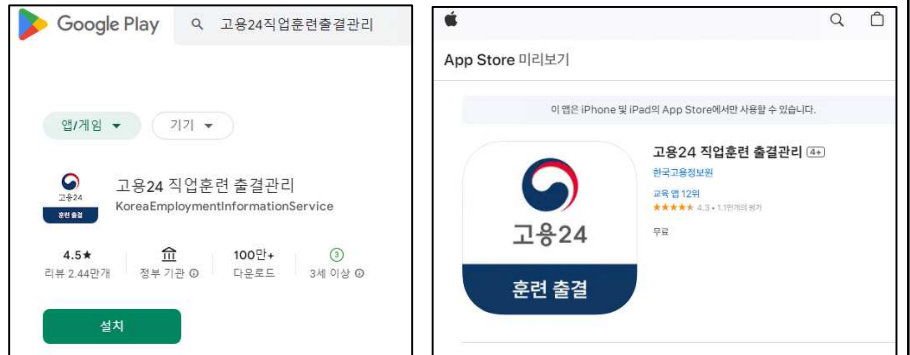 Google Play
고용24직업훈련출결관리
앱/게임
기기
고용24
훈련 출결
고용24 직업훈련 출결관리
KoreaEmploymentInformationService
4.5★
리뷰 2.44만개
정부 기관
100만+
다운로드
3
3세 이상
설치
App Store 미리보기
이 앱은 iPhone 및 iPad의 App Store에서만 사용할 수 있습니다.
고용24
훈련 출결
고용24 직업훈련 출결관리 4+
한국고용정보원
교육 앱 12위
★★★★★ 4.3 • 1.1만개의 평가
무료